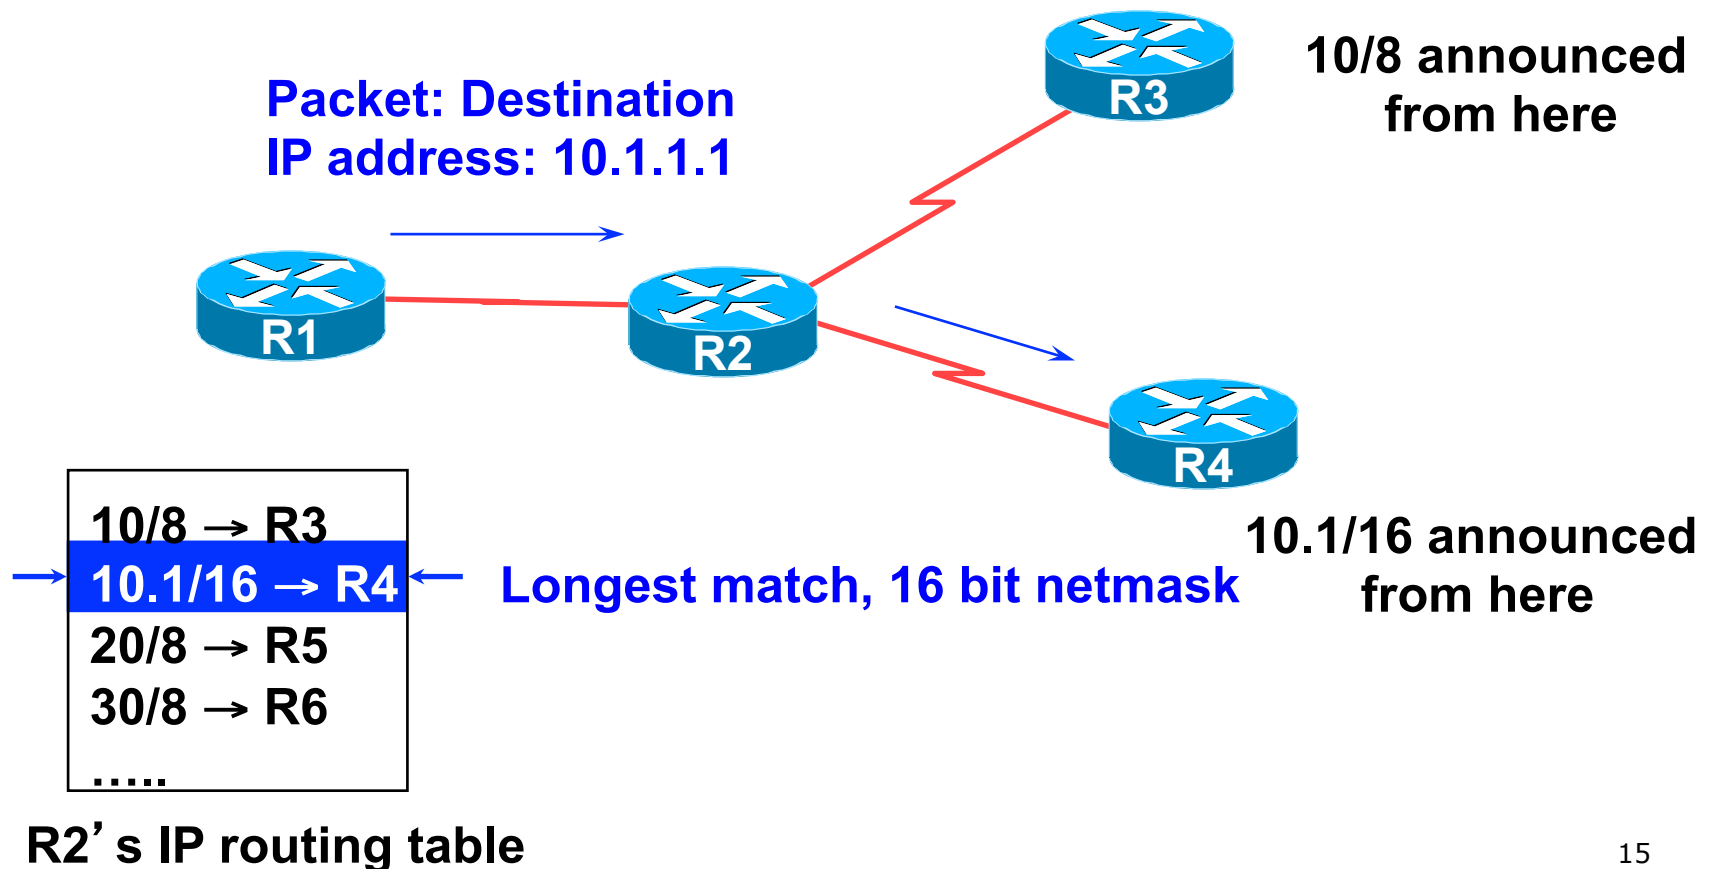 Packet: Destination
IP address: 10.1.1.1
R3
10/8 announced
from here
R1
R2
R4
10.1/16 announced
from here
10/8 → R3
10.1/16 → R4
20/8 → R5
30/8 → R6
…..
Longest match, 16 bit netmask
R2’s IP routing table
15